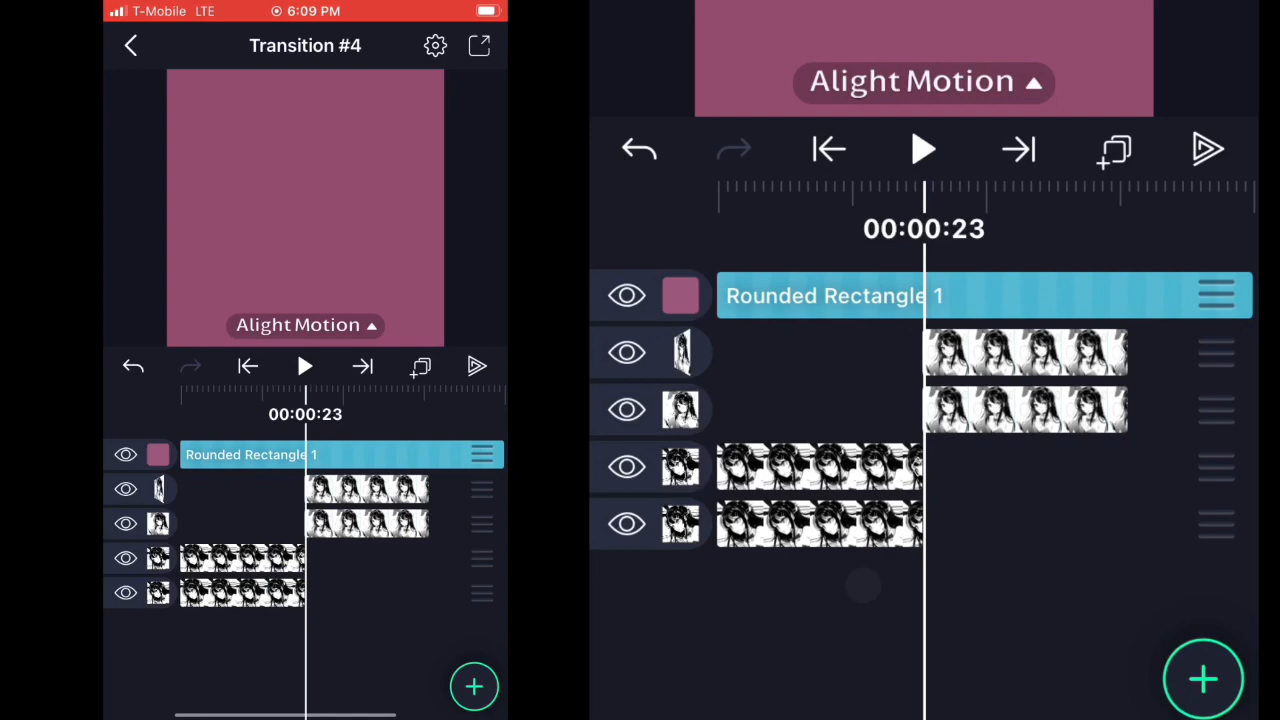 T-Mobile LTE 6:09 PM
Transition #4
Alight Motion
00:00:23
Rounded Rectangle 1
Alight Motion
00:00:23
Rounded Rectangle 1